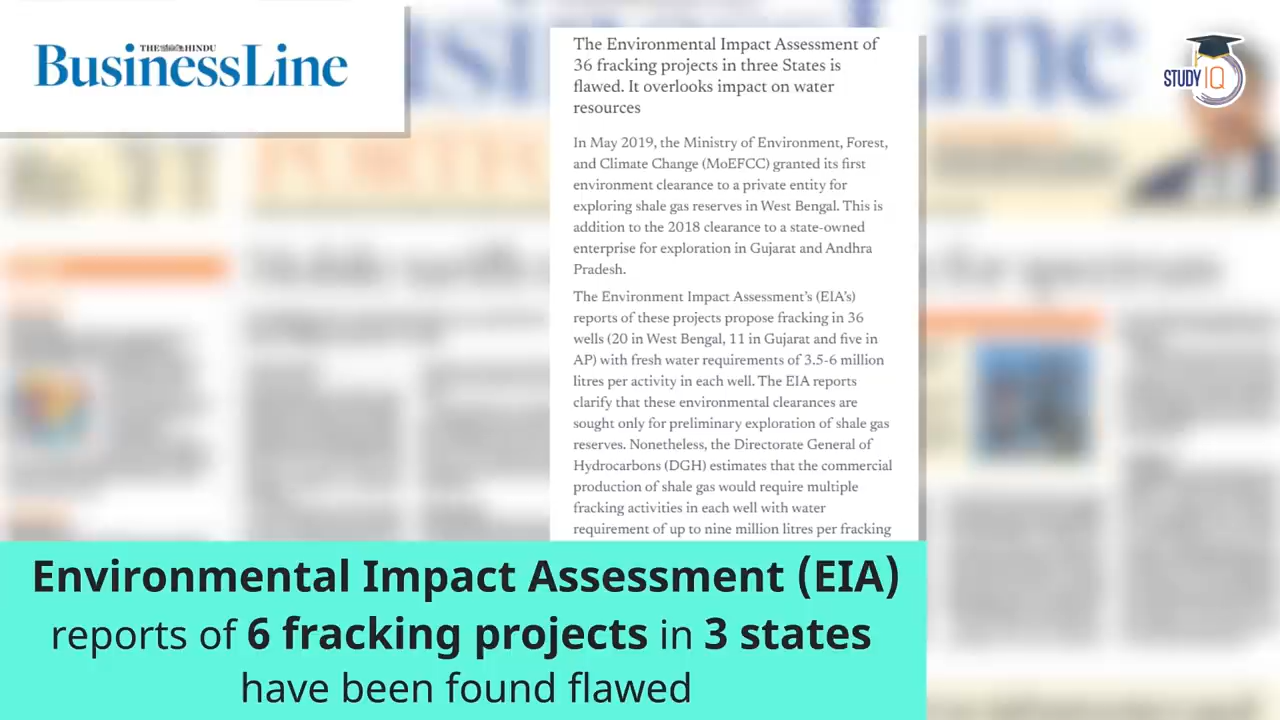 THE HINDU
BusinessLine
STUDY IQ
The Environmental Impact Assessment of
36 fracking projects in three States is
flawed. It overlooks impact on water
resources
In May 2019, the Ministry of Environment, Forest,
and Climate Change (MoEFCC) granted its first
environment clearance to a private entity for
exploring shale gas reserves in West Bengal. This is
addition to the 2018 clearance to a state-owned
enterprise for exploration in Gujarat and Andhra
Pradesh.
The Environment Impact Assessment's (EIA's)
reports of these projects propose fracking in 36
wells (20 in West Bengal, 11 in Gujarat and five in
AP) with fresh water requirements of 3.5-6 million
litres per activity in each well. The EIA reports
clarify that these environmental clearances are
sought only for preliminary exploration of shale gas
reserves. Nonetheless, the Directorate General of
Hydrocarbons (DGH) estimates that the commercial
production of shale gas would require multiple
fracking activities in each well with water
requirement of up to nine million litres per fracking
Environmental Impact Assessment (EIA)
reports of 6 fracking projects in 3 states
have been found flawed